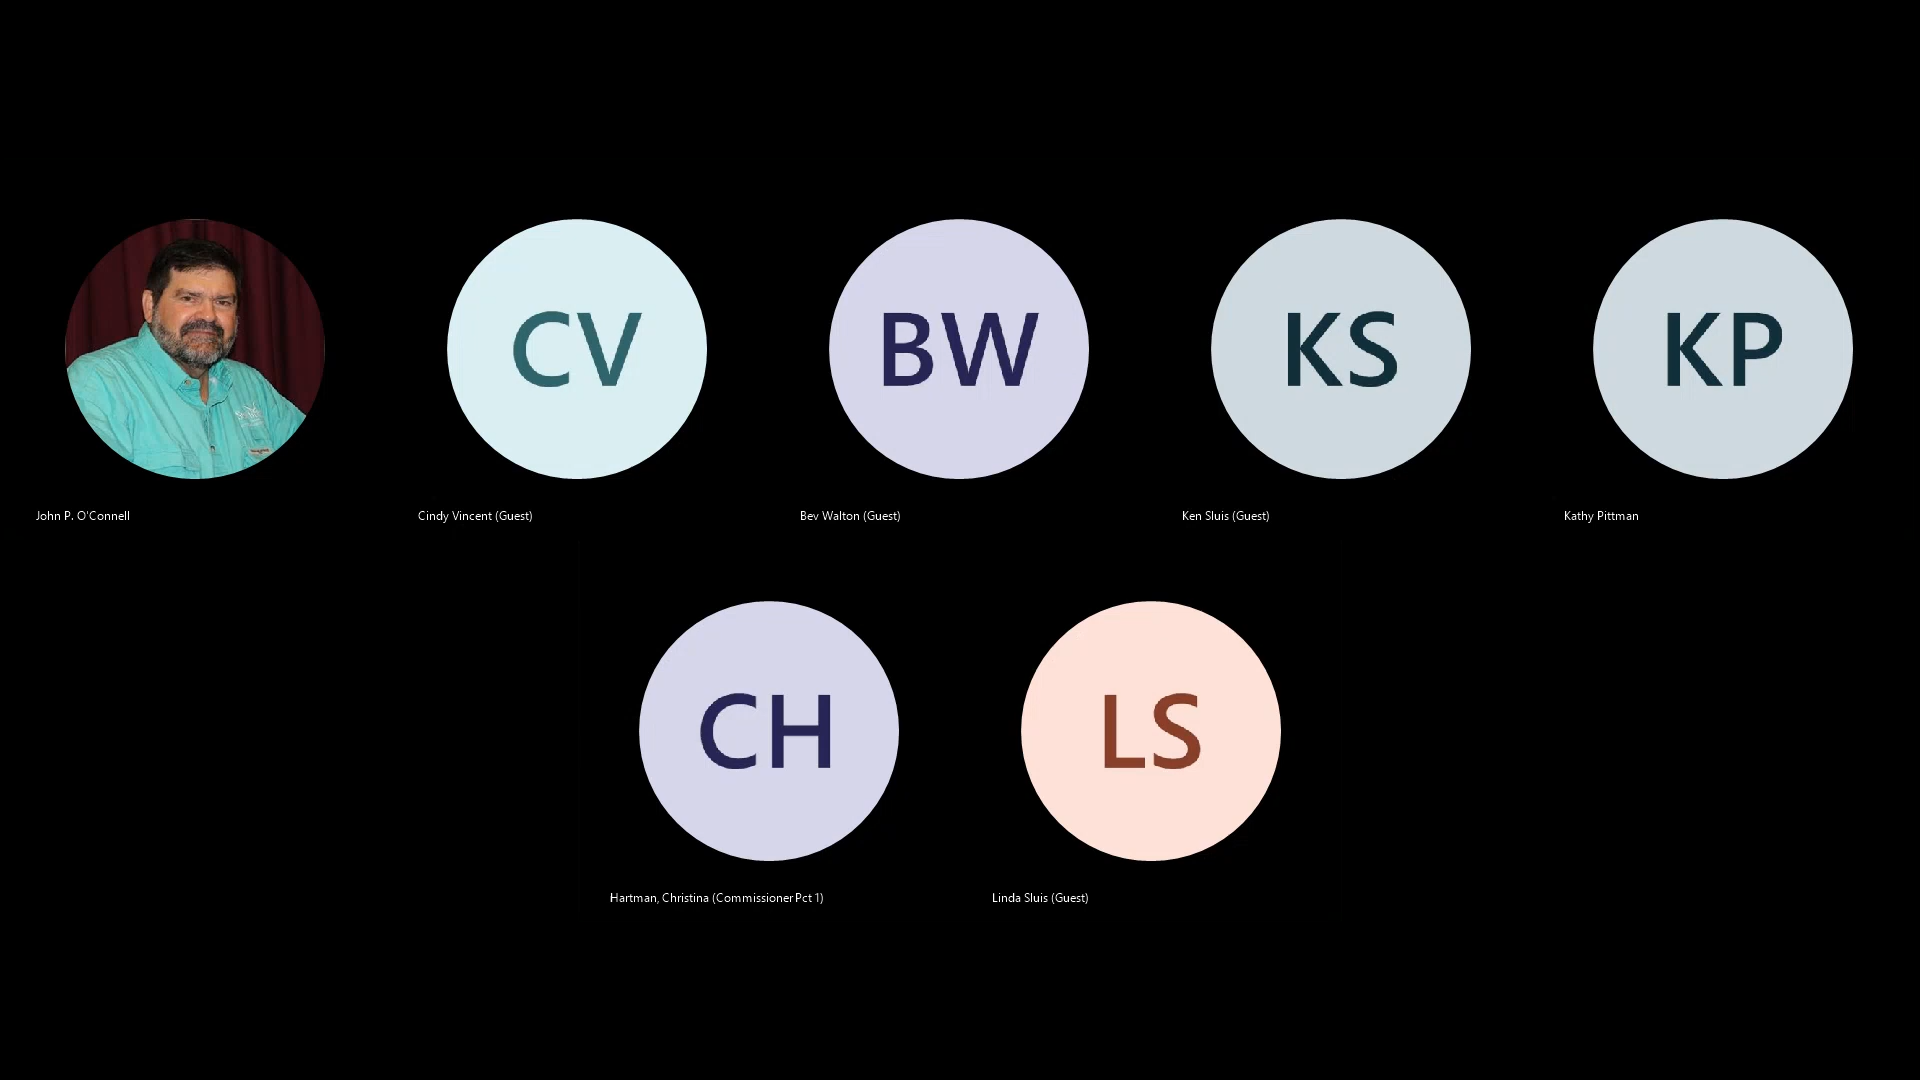 CV
BW
KS
KP
John P. O'Connell
Cindy Vincent (Guest)
Bev Walton (Guest)
Ken Sluis (Guest)
Kathy Pittman
CH
LS
Hartman, Christina (Commissioner Pct 1)
Linda Sluis (Guest)